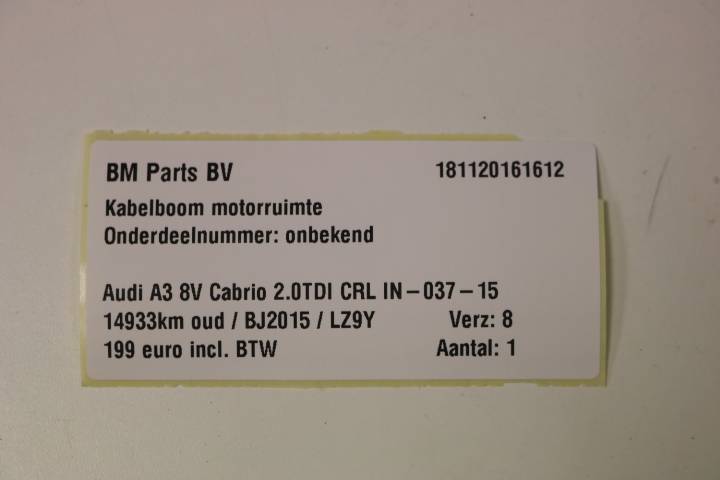 BM Parts BV 181120161612
Kabelboom motorruimte
Onderdeelnummer: onbekend
Audi A3 8V Cabrio 2.0TDI CRL IN-037-15
14933km oud / BJ2015 / LZ9Y Verz: 8
199 euro incl. BTW Aantal: 1